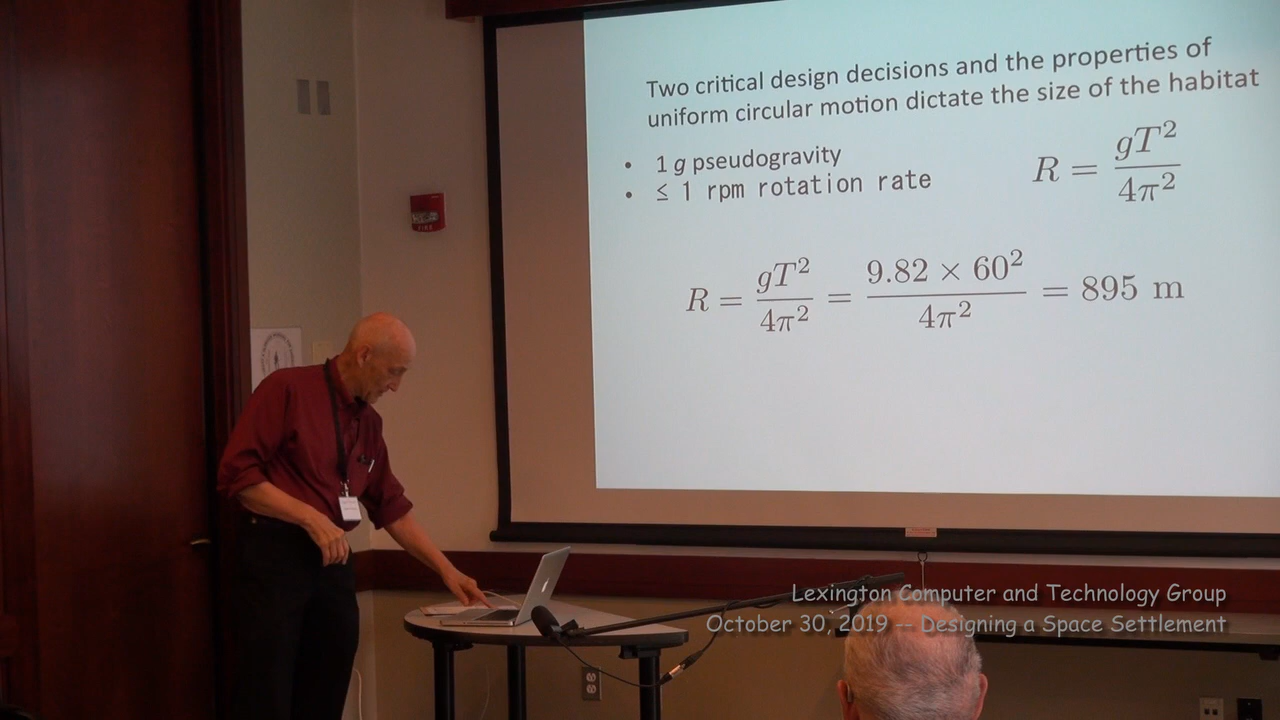 Two critical design decisions and the properties of
uniform circular motion dictate the size of the habitat
• 1 g pseudogravity
• ≤ 1 rpm rotation rate
R = gT²/4π²
R = gT²/4π² = 9.82 × 60²/4π² = 895 m
FIRE
Lexington Computer and Technology Group
October 30, 2019 -- Designing a Space Settlement